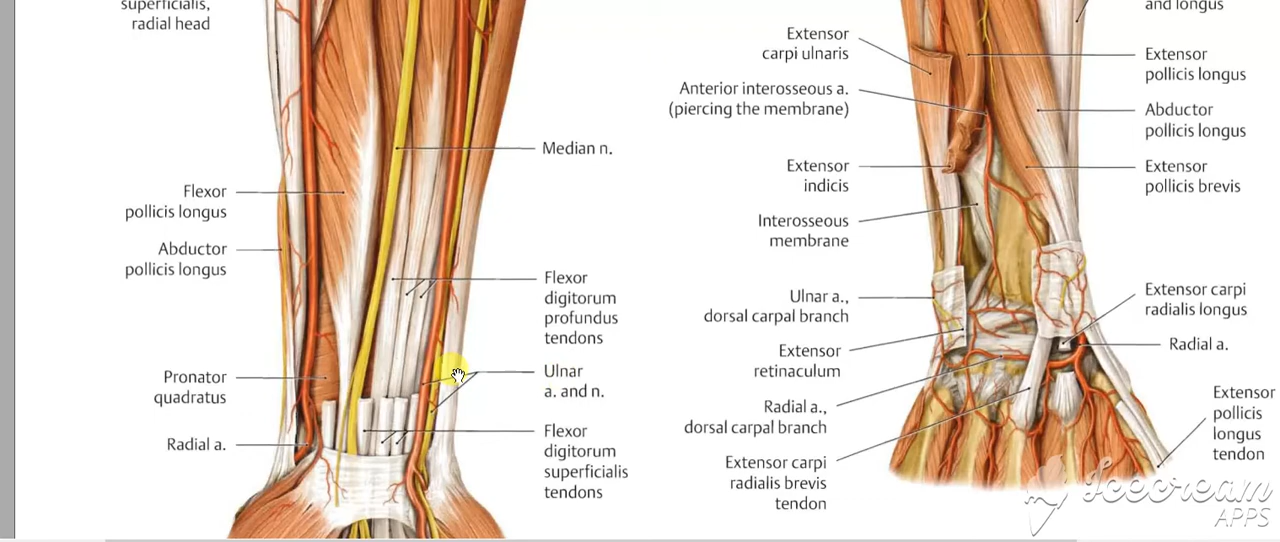 superficialis,
radial head
Flexor
pollicis longus
Abductor
pollicis longus
Pronator
quadratus
Radial a.
Median n.
Flexor
digitorum
profundus
tendons
Ulnar
a. and n.
Flexor
digitorum
superficialis
tendons
Extensor
carpi ulnaris
Anterior interosseous a.
(piercing the membrane)
Extensor
indicis
Interosseous
membrane
Ulnar a.,
dorsal carpal branch
Extensor
retinaculum
Radial a.,
dorsal carpal branch
Extensor carpi
radialis brevis
tendon
and longus
Extensor
pollicis longus
Abductor
pollicis longus
Extensor
pollicis brevis
Extensor carpi
radialis longus
Radial a.
Extensor
pollicis
longus
tendon
Icecream
APPS